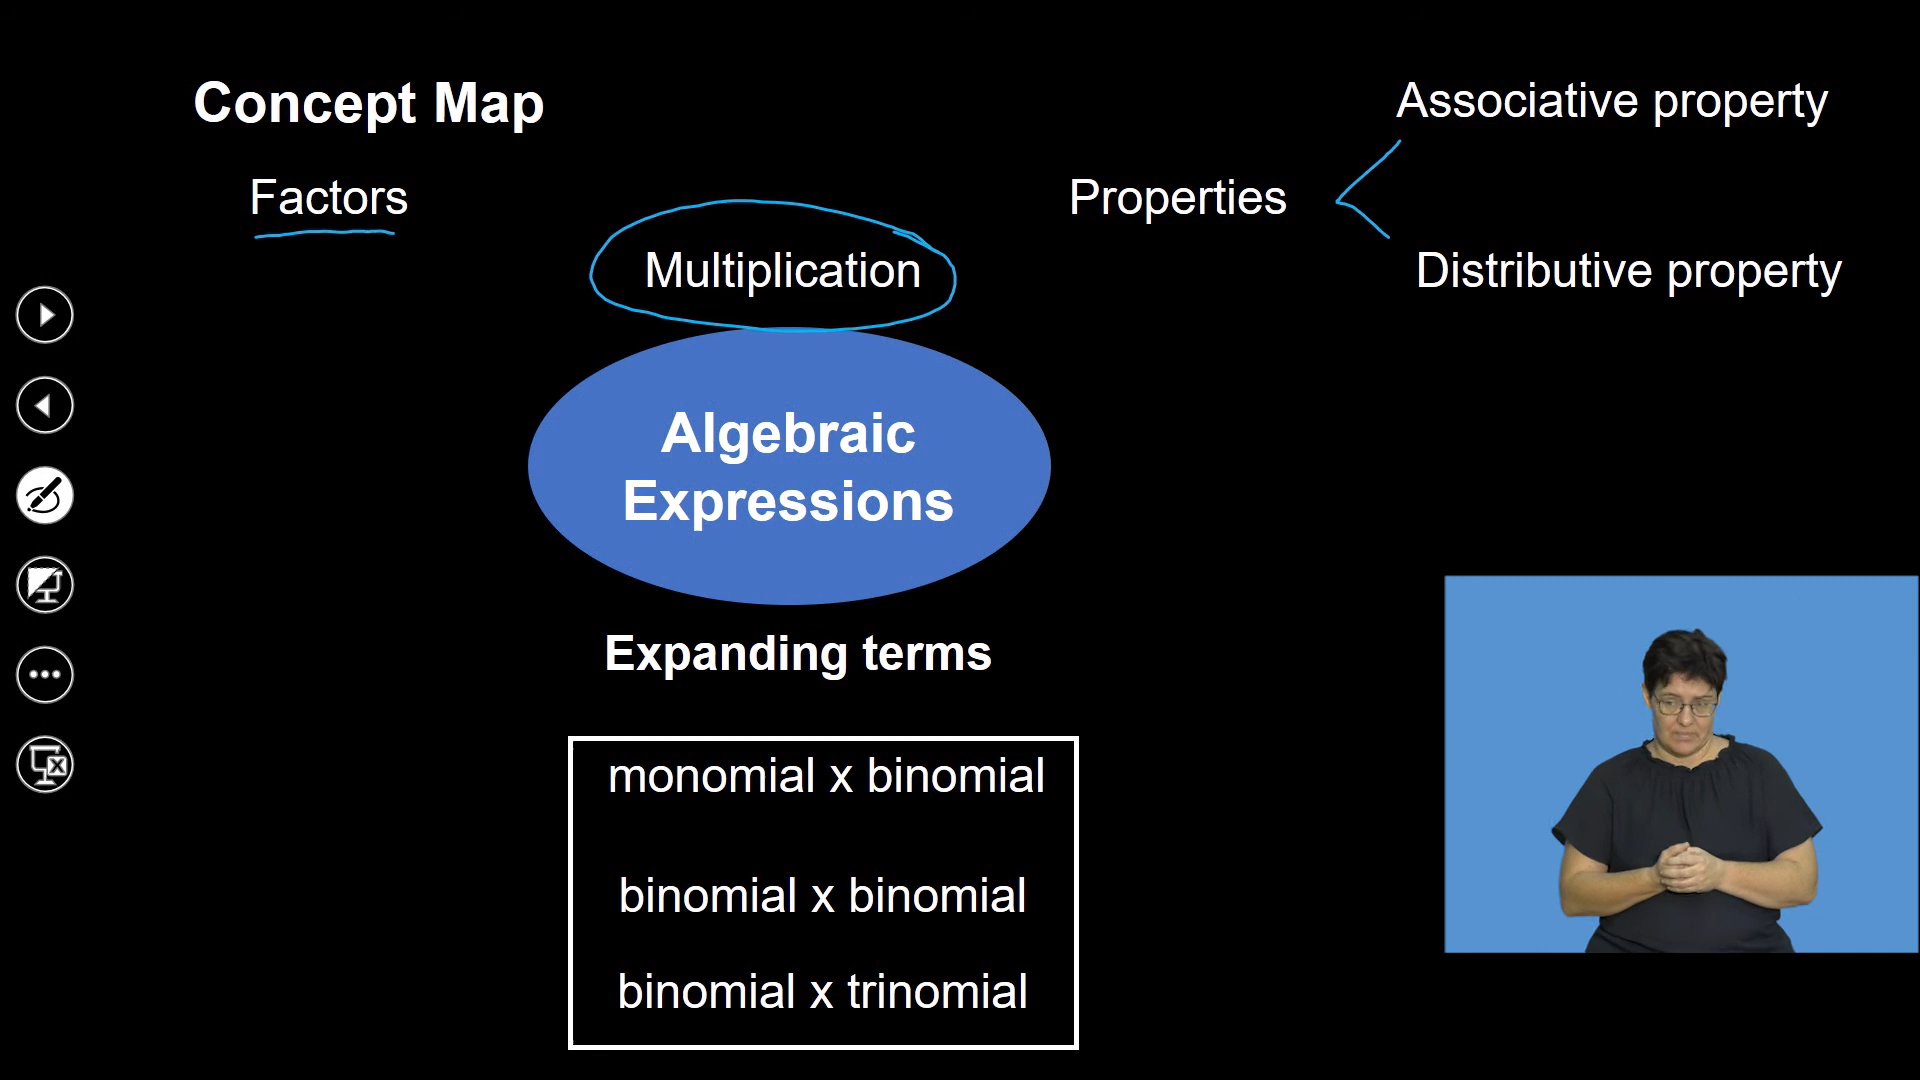 Concept Map
Associative property
Factors
Properties
Multiplication
Distributive property
Algebraic
Expressions
Expanding terms
monomial x binomial
binomial x binomial
binomial x trinomial